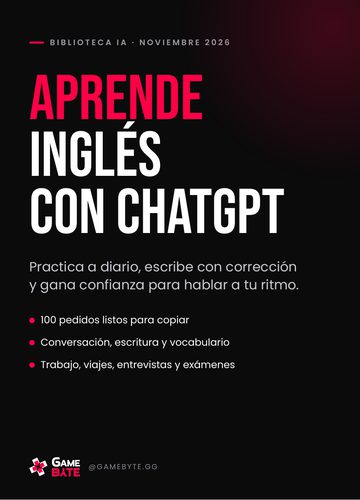 BIBLIOTECA IA · NOVIEMBRE 2026
APRENDE
INGLÉS
CON CHATGPT
Practica a diario, escribe con corrección
y gana confianza para hablar a tu ritmo.
100 pedidos listos para copiar
Conversación, escritura y vocabulario
Trabajo, viajes, entrevistas y exámenes
GAME
BYTE
@GAMEBYTE.GG